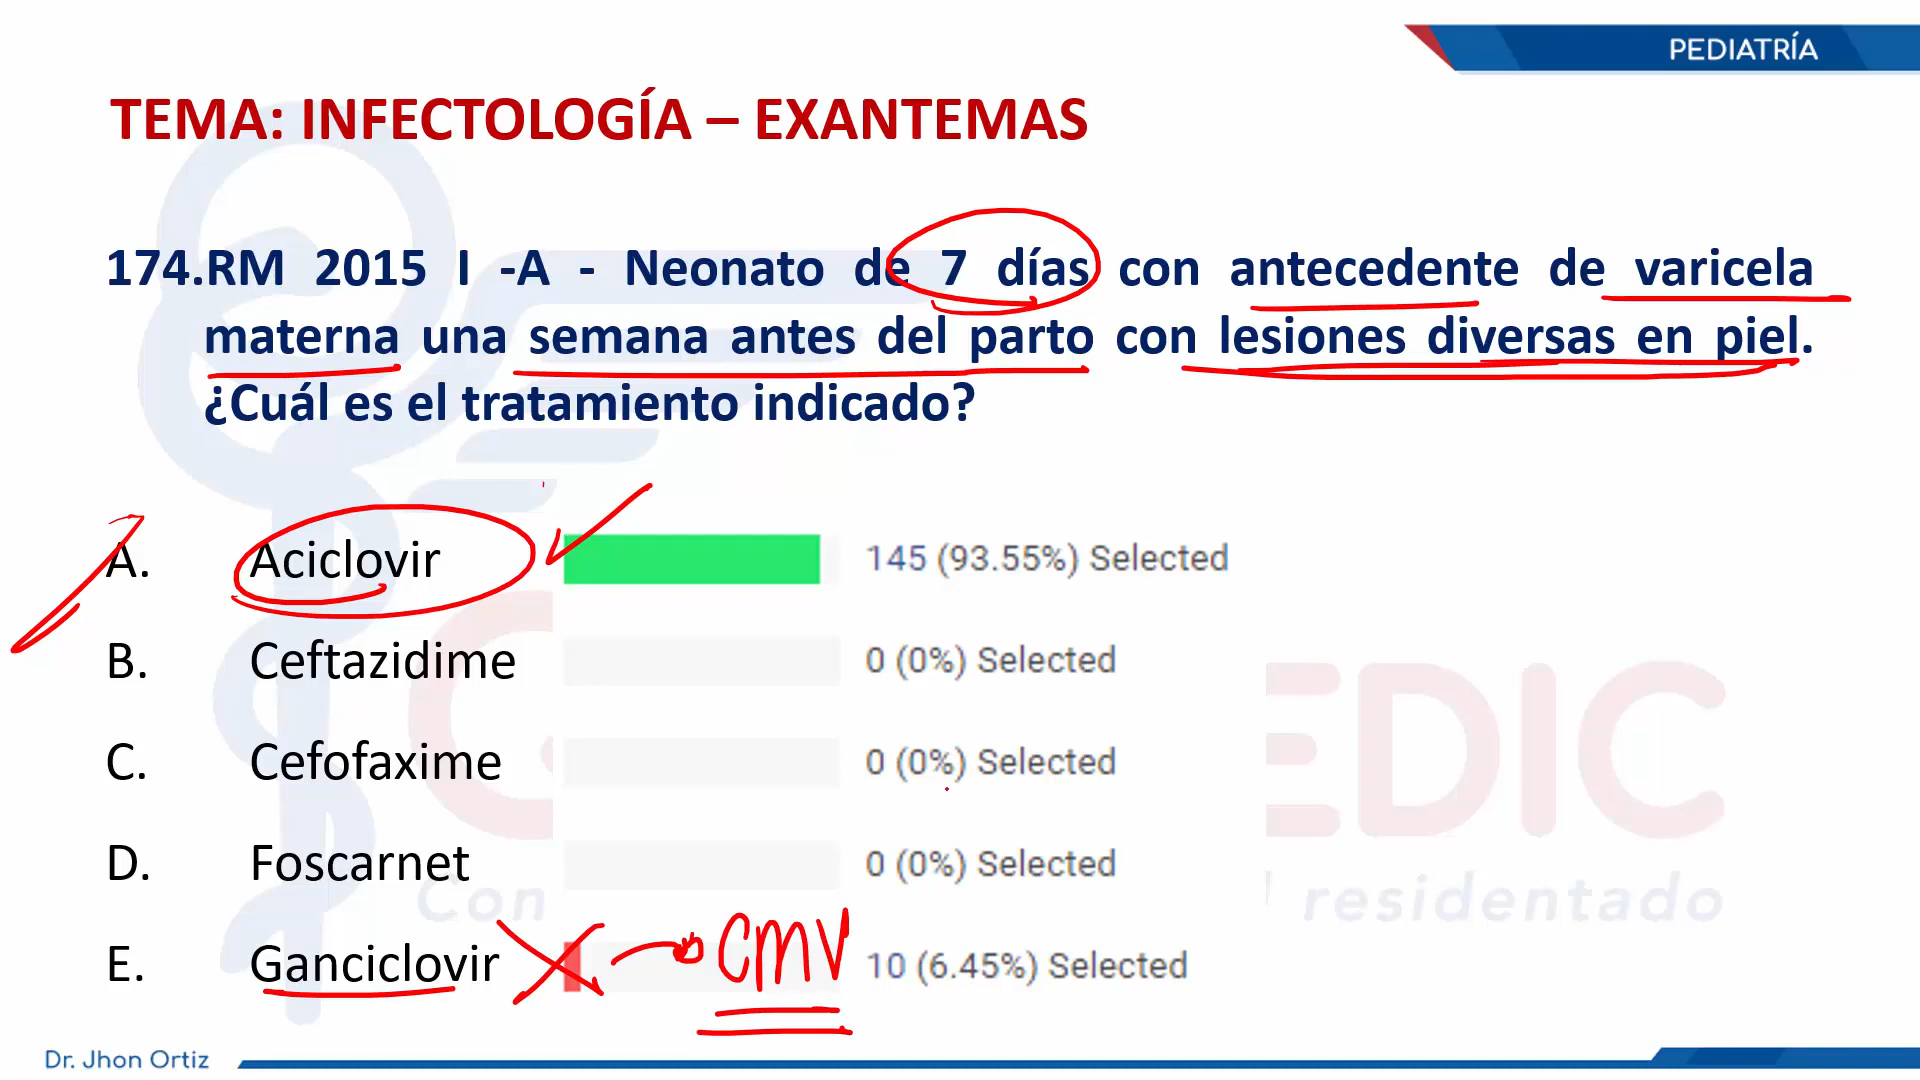 PEDIATRÍA
TEMA: INFECTOLOGÍA – EXANTEMAS
174.RM 2015 I -A - Neonato de 7 días con antecedente de varicela
materna una semana antes del parto con lesiones diversas en piel.
¿Cuál es el tratamiento indicado?
A. Aciclovir 145 (93.55%) Selected
B. Ceftazidime 0 (0%) Selected
C. Cefofaxime 0 (0%) Selected
D. Foscarnet 0 (0%) Selected
Con l residentado
E. Ganciclovir CMV 10 (6.45%) Selected
EDIC
Dr. Jhon Ortiz